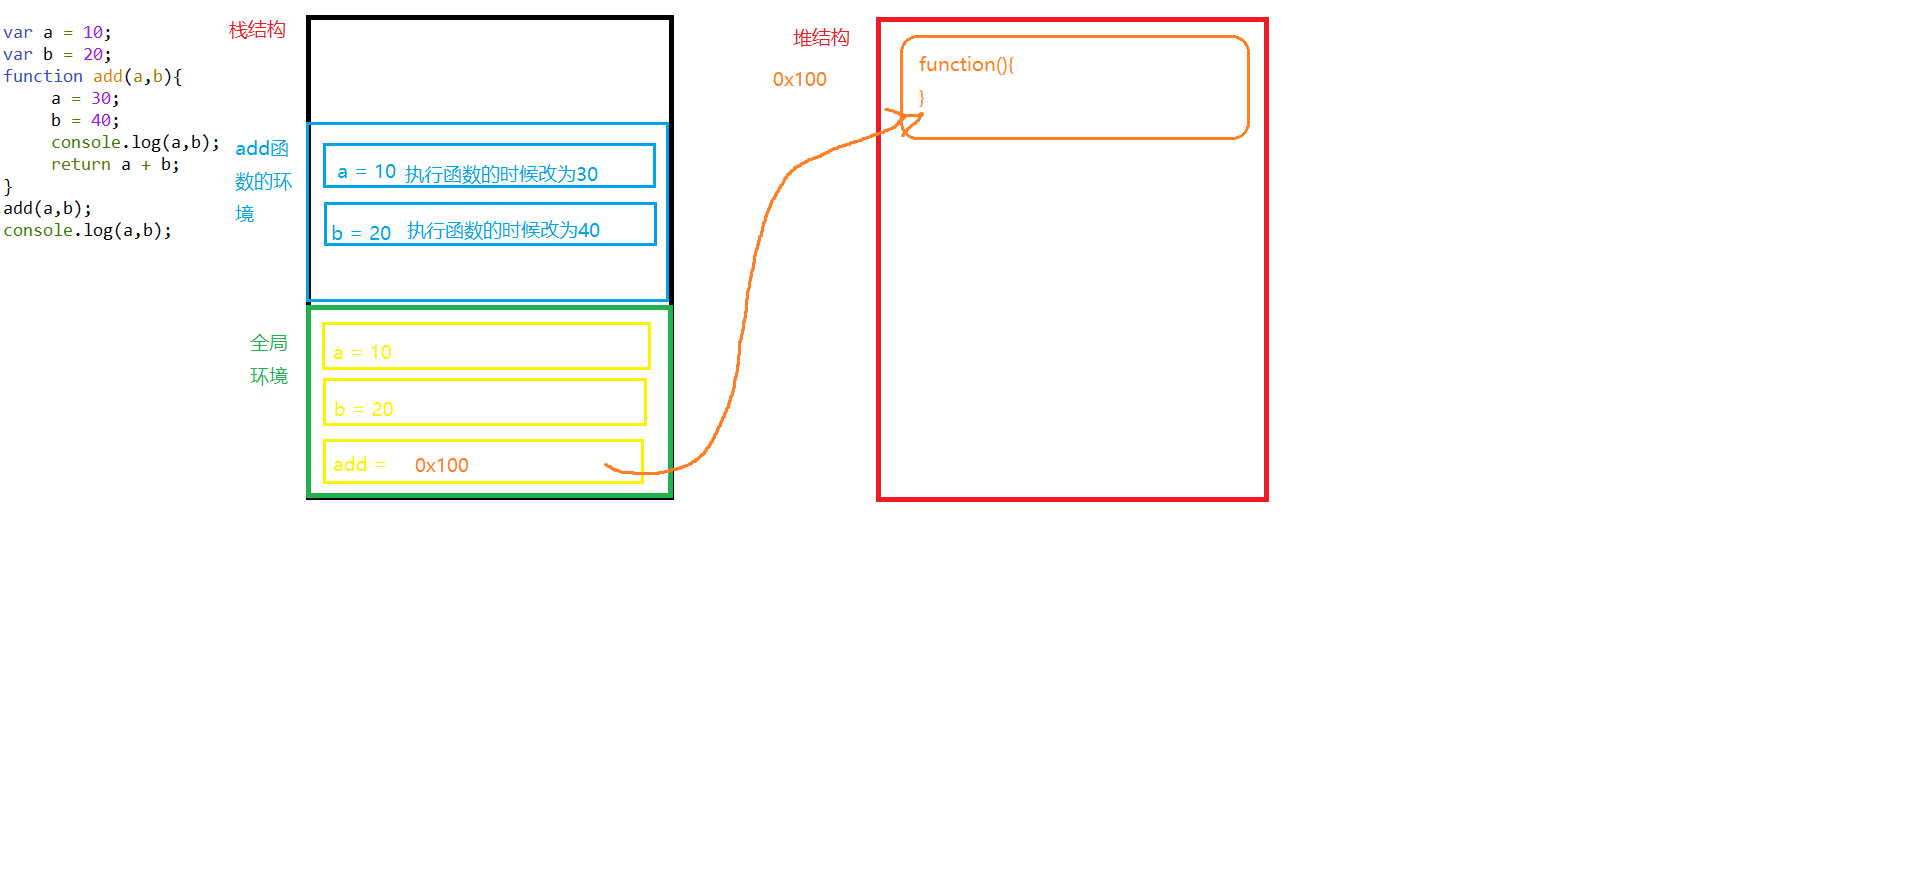 var a = 10;
var b = 20;
function add(a,b){
a = 30;
b = 40;
console.log(a,b);
return a + b;
}
add(a,b);
console.log(a,b);
栈结构
add函
数的环
境
a = 10 执行函数的时候改为30
b = 20 执行函数的时候改为40
全局
环境
a = 10
b = 20
add = 0x100
堆结构
0x100
function(){
}